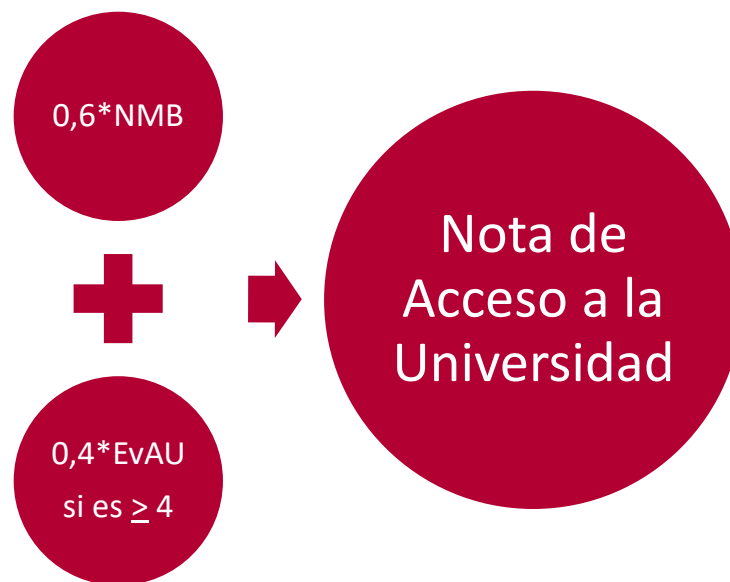 0,6*NMB
0,4*EvAU
si es ≥ 4
Nota de
Acceso a la
Universidad